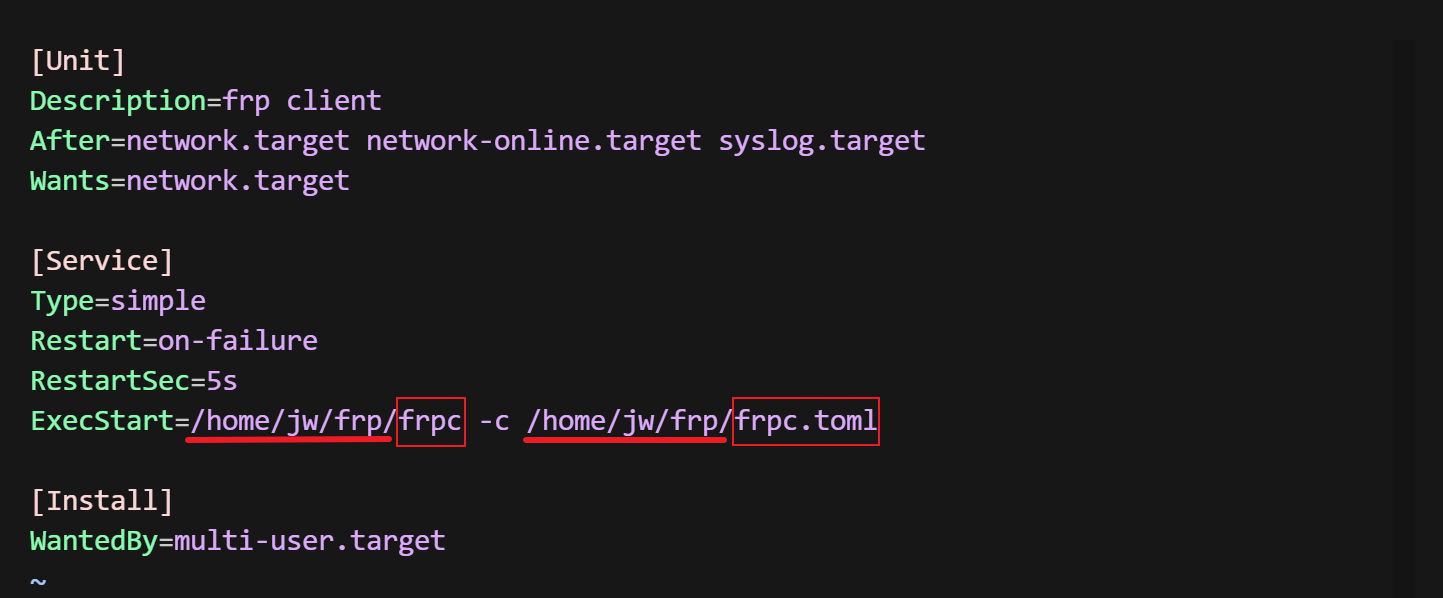 [Unit]
Description=frp client
After=network.target network-online.target syslog.target
Wants=network.target
[Service]
Type=simple
Restart=on-failure
RestartSec=5s
ExecStart=/home/jw/frp/frpc -c /home/jw/frp/frpc.toml
[Install]
WantedBy=multi-user.target
~